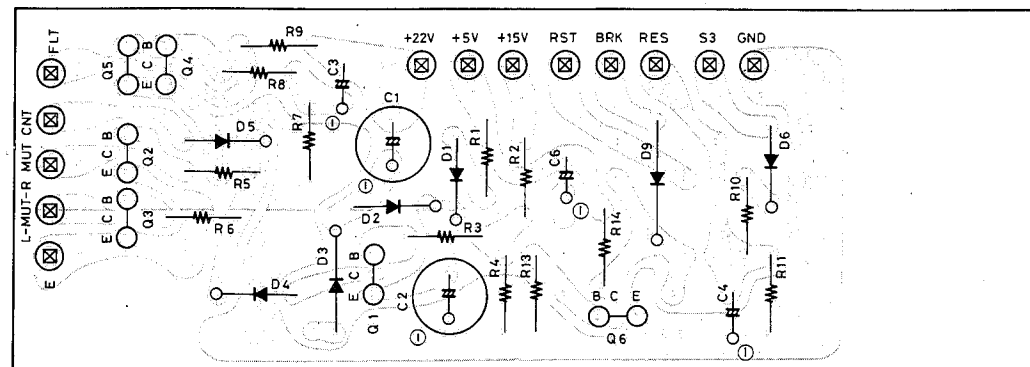 FLT
L-MUT-R MUT CNT
E
Q5
B
C
E
Q4
R9
R8
C3
+22V
+5V
+15V
RST
BRK
RES
S3
GND
B
C
E
Q2
D5
R5
R7
C1
D1
R1
R2
C6
D9
D6
E
C
B
Q3
R6
D2
R3
R14
R10
D4
D3
B
C
E
Q1
C2
R4
R13
B C E
Q6
C4
R11